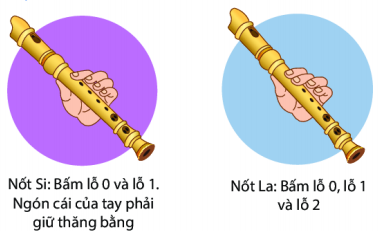 Nốt Si: Bấm lỗ 0 và lỗ 1.
Ngón cái của tay phải
giữ thăng bằng
Nốt La: Bấm lỗ 0, lỗ 1
và lỗ 2